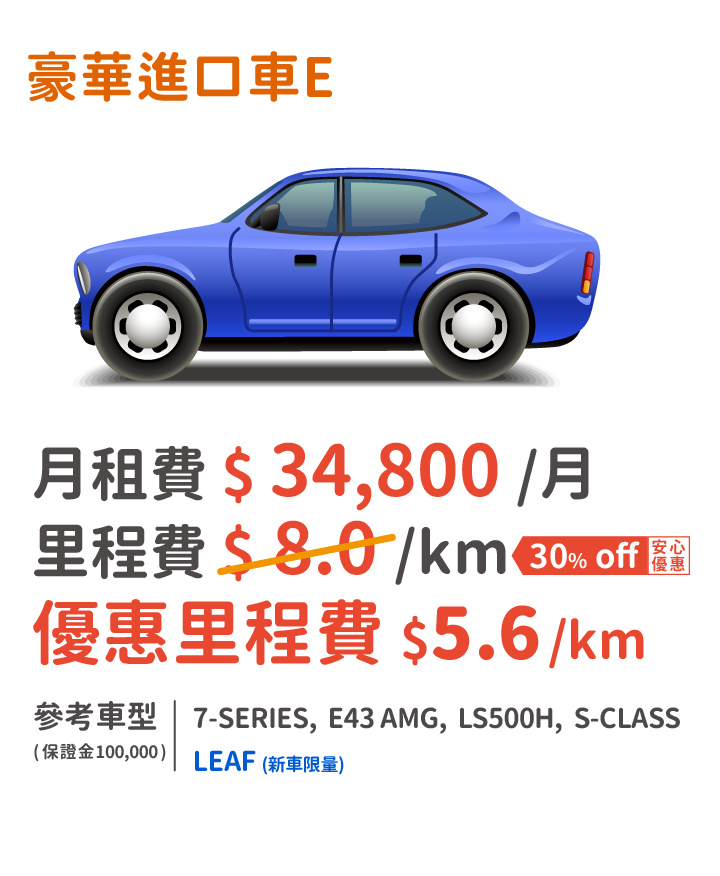 豪華進口車E
月租費 $ 34,800 /月
里程費 $ 8.0 /km 30% off 安心優惠
優惠里程費 $5.6/km
參考車型 7-SERIES, E43 AMG, LS500H, S-CLASS
(保證金100,000) LEAF (新車限量)